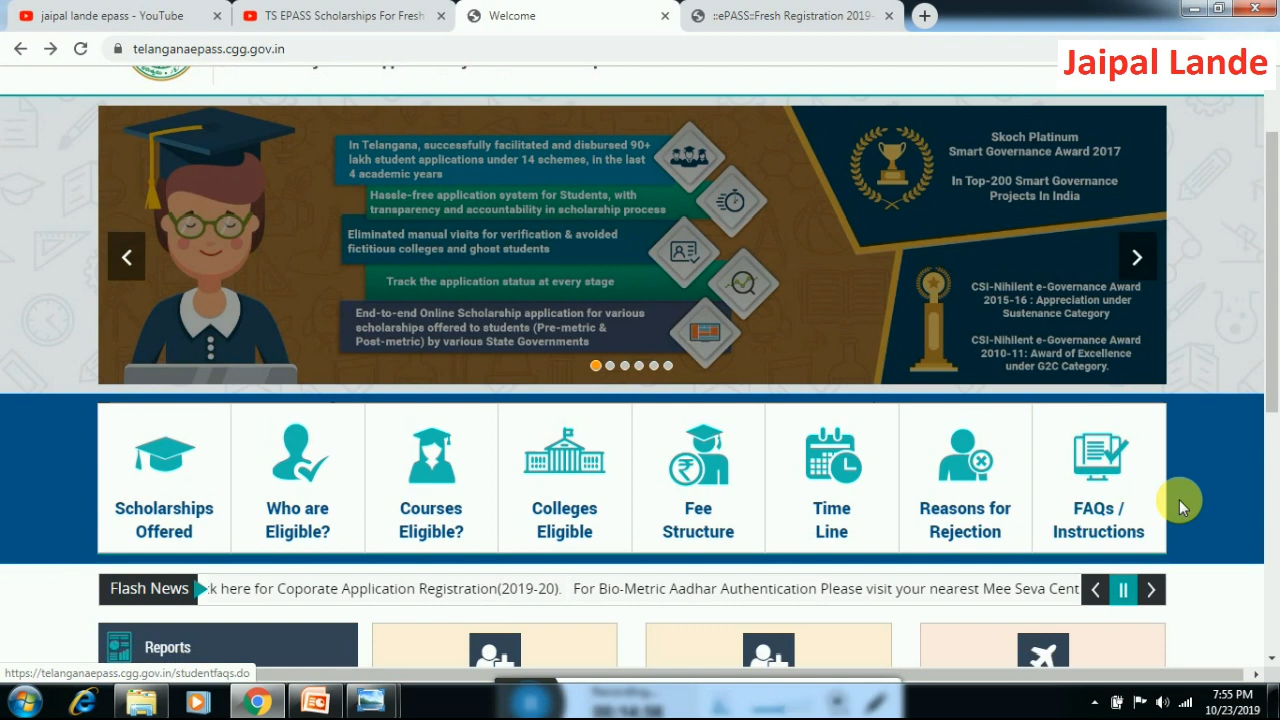 jaipal lande epass - YouTube
TS EPASS Scholarships For Fresh
Welcome
::ePASS::Fresh Registration 2019-
telanganaepass.cgg.gov.in
Jaipal Lande
In Telangana, successfully facilitated and disbursed 90+
lakh student applications under 14 schemes, in the last
4 academic years
Hassle-free application system for Students, with
transparency and accountability in scholarship process
Eliminated manual visits for verification & avoided
fictitious colleges and ghost students
Track the application status at every stage
End-to-end Online Scholarship application for various
scholarships offered to students (Pre-metric &
Post-metric) by various State Governments
Skoch Platinum
Smart Governance Award 2017
In Top-200 Smart Governance
Projects In India
CSI-Nihilent e-Governance Award
2015-16 : Appreciation under
Sustenance Category
CSI-Nihilent e-Governance Award
2010-11: Award of Excellence
under G2C Category.
Scholarships
Offered
Who are
Eligible?
Courses
Eligible?
Colleges
Eligible
Fee
Structure
Time
Line
Reasons for
Rejection
FAQs /
Instructions
Flash News
k here for Coporate Application Registration(2019-20). For Bio-Metric Aadhar Authentication Please visit your nearest Mee Seva Cent
Reports
https://telanganaepass.cgg.gov.in/studentfaqs.do
Recording...
00:14:58
7:55 PM
10/23/2019